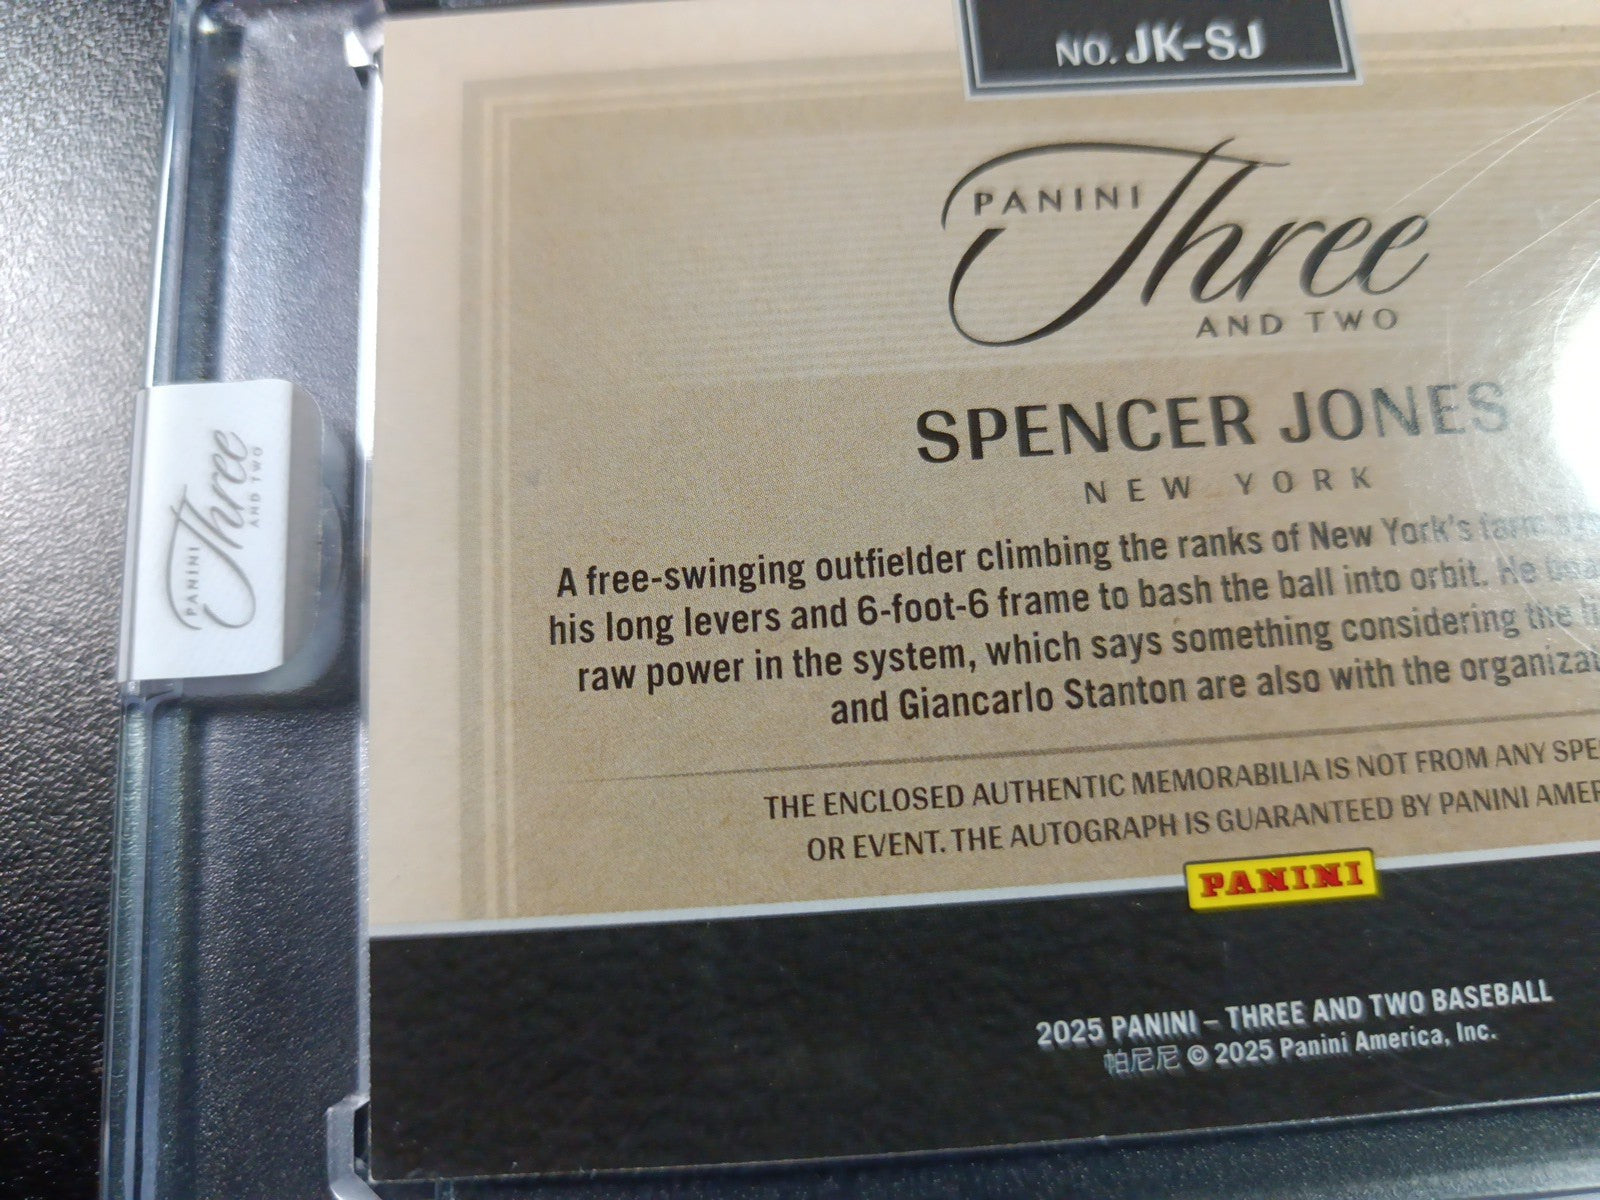 NO. JK-SJ
PANINI
Three
AND TWO
SPENCER JONES
NEW YORK
A free-swinging outfielder climbing the ranks of New York's farm
his long levers and 6-foot-6 frame to bash the ball into orbit. He
raw power in the system, which says something considering the
and Giancarlo Stanton are also with the
THE ENCLOSED AUTHENTIC MEMORABILIA IS NOT FROM ANY
OR EVENT. THE AUTOGRAPH IS GUARANTEED BY PANINI
PANINI
2025 PANINI – THREE AND TWO BASEBALL
帕尼尼 © 2025 Panini America, Inc.
PANINI
Three
AND TWO